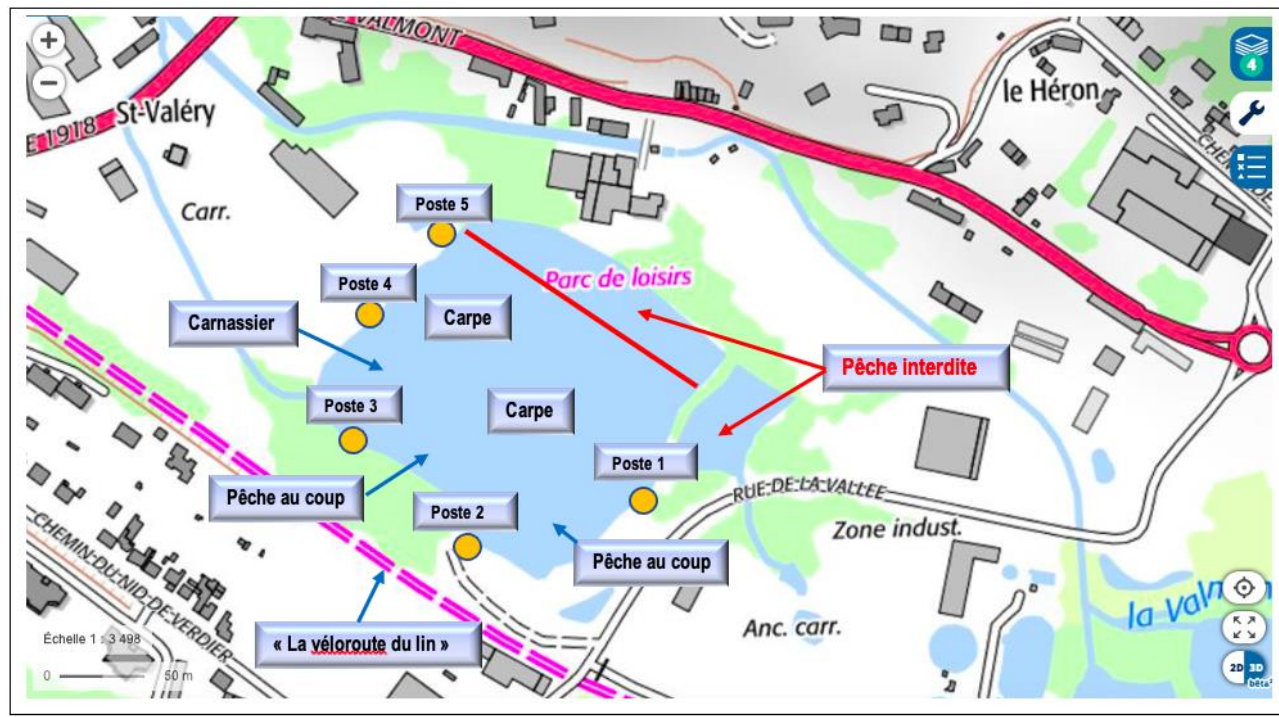 E VALMONT
E 1918
St-Valéry
le Héron
4
Carr.
Poste 5
Parc de loisirs
Poste 4
Carnassier
Carpe
Pêche interdite
Poste 3
Carpe
Poste 1
Pêche au coup
RUE-DE-LA-VALLEE
Poste 2
Zone indust.
Pêche au coup
CHEMIN-DU-NID-DE-VERDIER
la Valm
Anc. carr.
« La véloroute du lin »
Échelle 1 : 3 498
0
50 m
2D
3D
bêta